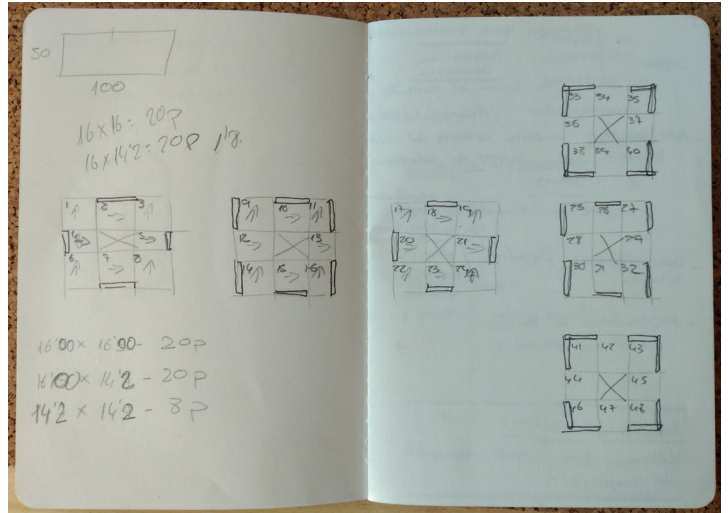 50
100
16x16= 20p
16x14'2= 20p
1 2 3
4 5
6 7 8
9 10 11
12 13
14 15 16
16'00 x 16'00 - 20p
16'00 x 14'2 - 20p
14'2 x 14'2 - 8p
33 34 35
36 37
38 39 40
17 18 19
20 21
22 23 24
25 26 27
28 29
30 31 32
41 42 43
44 45
46 47 48